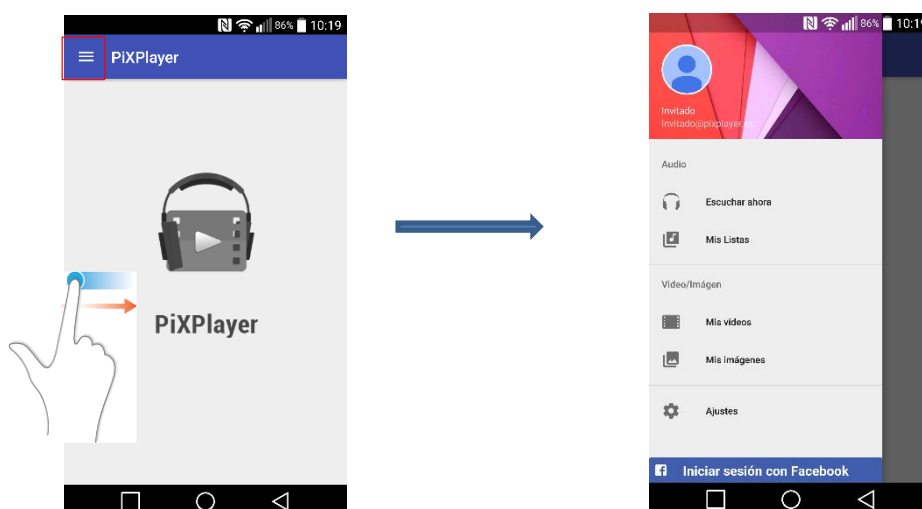 86% 10:19
PiXPlayer
PiXPlayer
86% 10:19
Invitado
Invitado@pixplayer.es
Audio
Escuchar ahora
Mis Listas
Video/Imágen
Mis videos
Mis imágenes
Ajustes
Iniciar sesión con Facebook